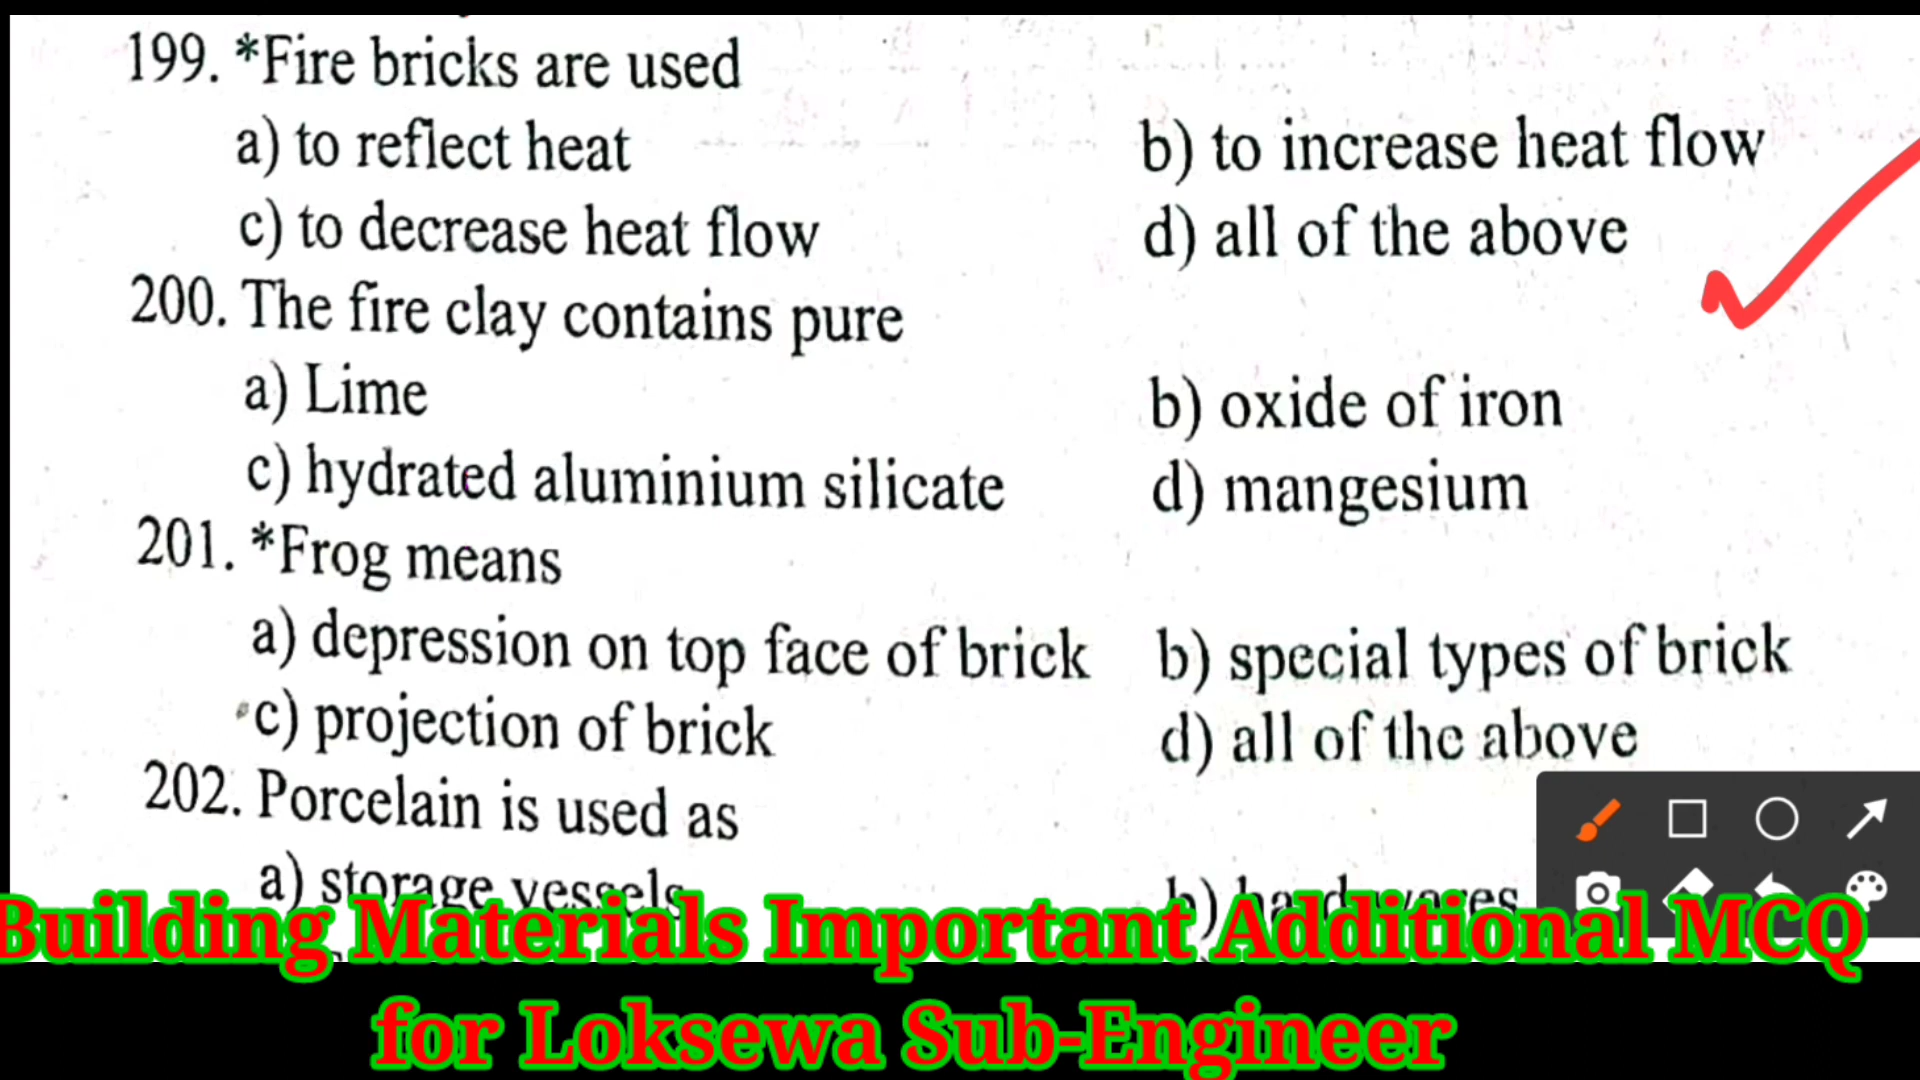 199. *Fire bricks are used
a) to reflect heat b) to increase heat flow
c) to decrease heat flow d) all of the above
200. The fire clay contains pure
a) Lime b) oxide of iron
c) hydrated aluminium silicate d) mangesium
201. *Frog means
a) depression on top face of brick b) special types of brick
c) projection of brick d) all of the above
202. Porcelain is used as
a) storage vessels b) hardwares
Building Materials Important Additional MCQ
for Loksewa Sub-Engineer